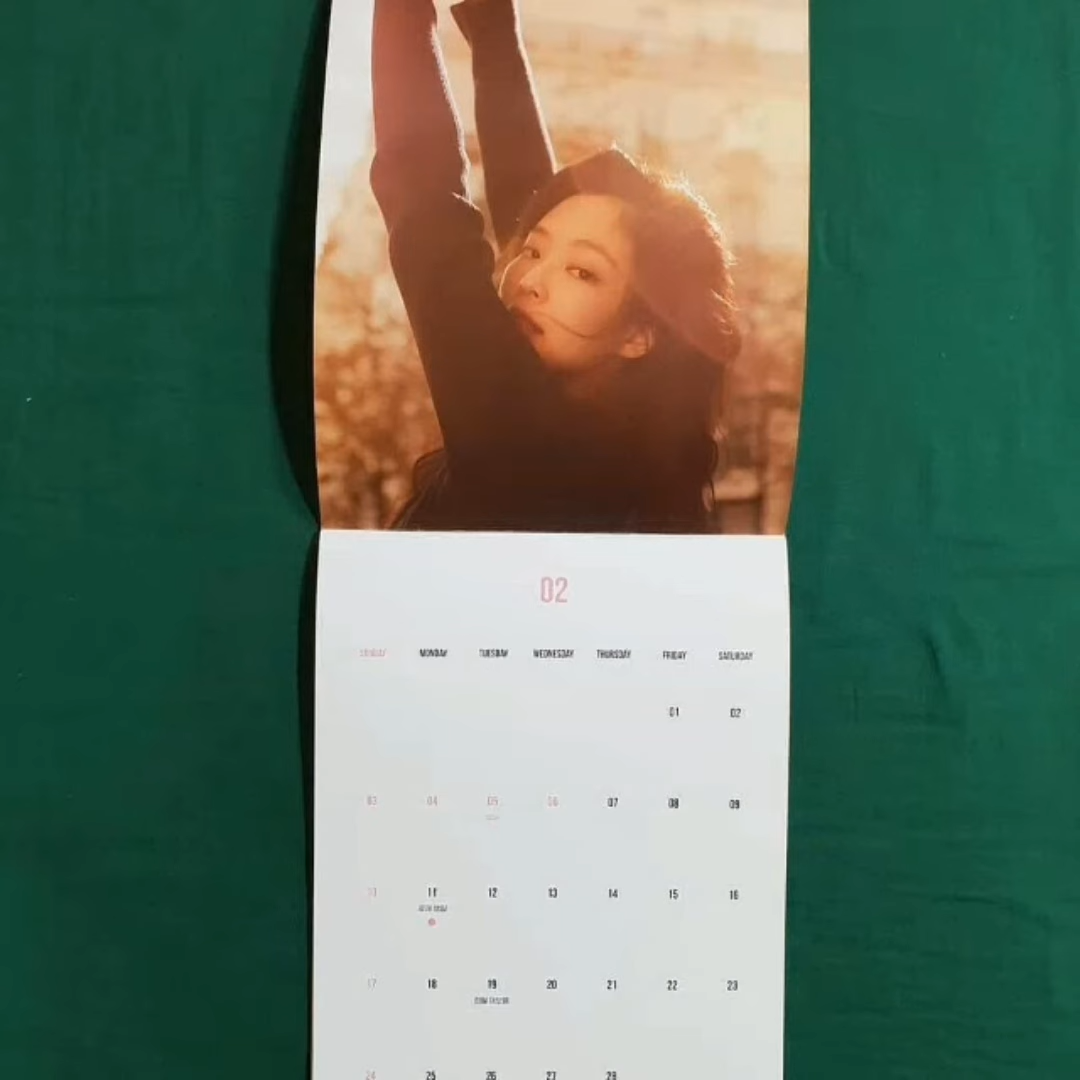 02
SUNDAY MONDAY TUESDAY WEDNESDAY THURSDAY FRIDAY SATURDAY
01 02
03 04 05 06 07 08 09
10 11 12 13 14 15 16
17 18 19 20 21 22 23
24 25 26 27 28